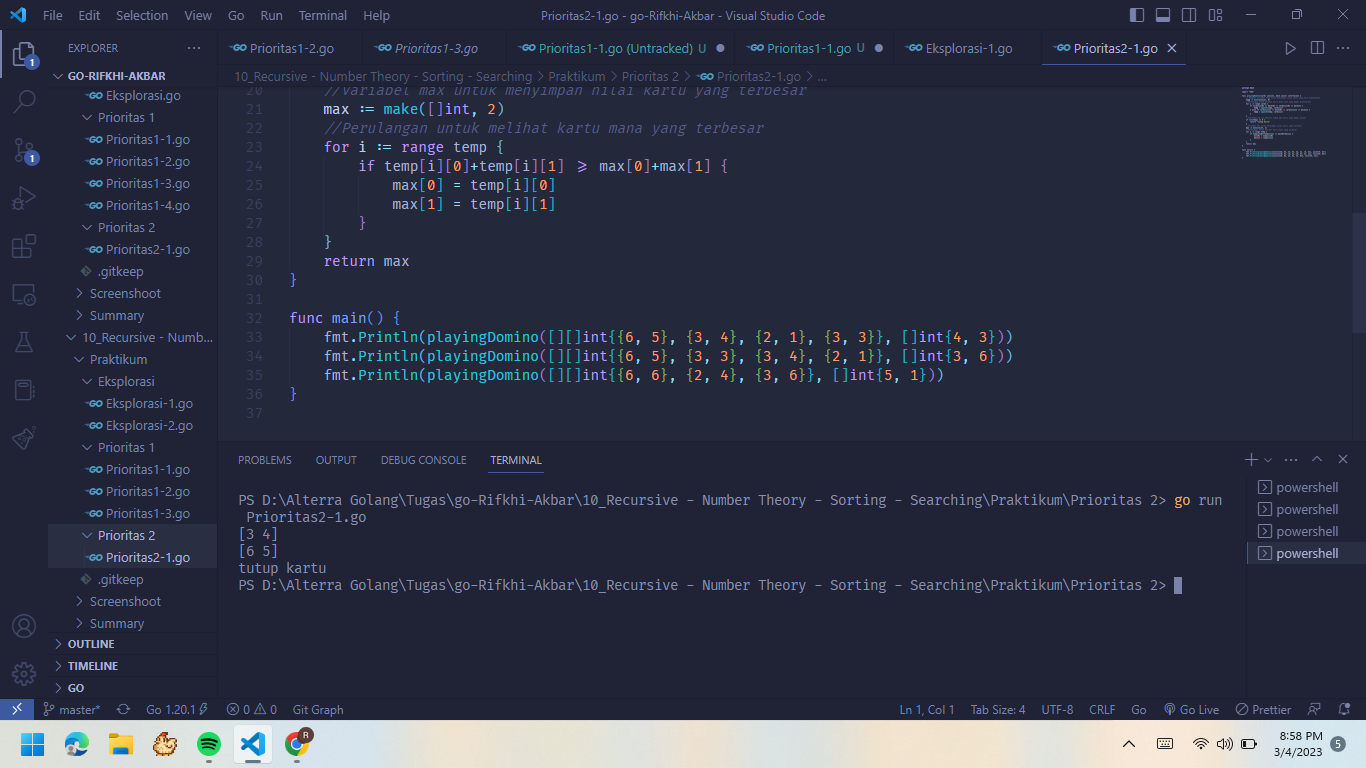 File Edit Selection View Go Run Terminal Help
Prioritas2-1.go - go-Rifkhi-Akbar - Visual Studio Code
EXPLORER
GO-RIFKHI-AKBAR
Eksplorasi.go
Prioritas 1
Prioritas1-1.go
Prioritas1-2.go
Prioritas1-3.go
Prioritas1-4.go
Prioritas 2
Prioritas2-1.go
.gitkeep
Screenshoot
Summary
10_Recursive - Numb...
Praktikum
Eksplorasi
Eksplorasi-1.go
Eksplorasi-2.go
Prioritas 1
Prioritas1-1.go
Prioritas1-2.go
Prioritas1-3.go
Prioritas 2
Prioritas2-1.go
.gitkeep
Screenshoot
Summary
OUTLINE
TIMELINE
GO
Prioritas1-2.go Prioritas1-3.go Prioritas1-1.go (Untracked) U Prioritas1-1.go U Eksplorasi-1.go Prioritas2-1.go
10_Recursive - Number Theory - Sorting - Searching > Praktikum > Prioritas 2 > Prioritas2-1.go > ...
20 //Variabel max untuk menyimpan nilai kartu yang terbesar
21 max := make([]int, 2)
22 //Perulangan untuk melihat kartu mana yang terbesar
23 for i := range temp {
24 if temp[i][0]+temp[i][1] >= max[0]+max[1] {
25 max[0] = temp[i][0]
26 max[1] = temp[i][1]
27 }
28 }
29 return max
30 }
31
32 func main() {
33 fmt.Println(playingDomino([][]int{{6, 5}, {3, 4}, {2, 1}, {3, 3}}, []int{4, 3}))
34 fmt.Println(playingDomino([][]int{{6, 5}, {3, 3}, {3, 4}, {2, 1}}, []int{3, 6}))
35 fmt.Println(playingDomino([][]int{{6, 6}, {2, 4}, {3, 6}}, []int{5, 1}))
36 }
37
PROBLEMS OUTPUT DEBUG CONSOLE TERMINAL
PS D:\Alterra Golang\Tugas\go-Rifkhi-Akbar\10_Recursive - Number Theory - Sorting - Searching\Praktikum\Prioritas 2> go run
Prioritas2-1.go
[3 4]
[6 5]
tutup kartu
PS D:\Alterra Golang\Tugas\go-Rifkhi-Akbar\10_Recursive - Number Theory - Sorting - Searching\Praktikum\Prioritas 2>
powershell
powershell
powershell
powershell
master* Go 1.20.1 0 0 Git Graph Ln 1, Col 1 Tab Size: 4 UTF-8 CRLF Go Go Live Prettier
8:58 PM
3/4/2023 5